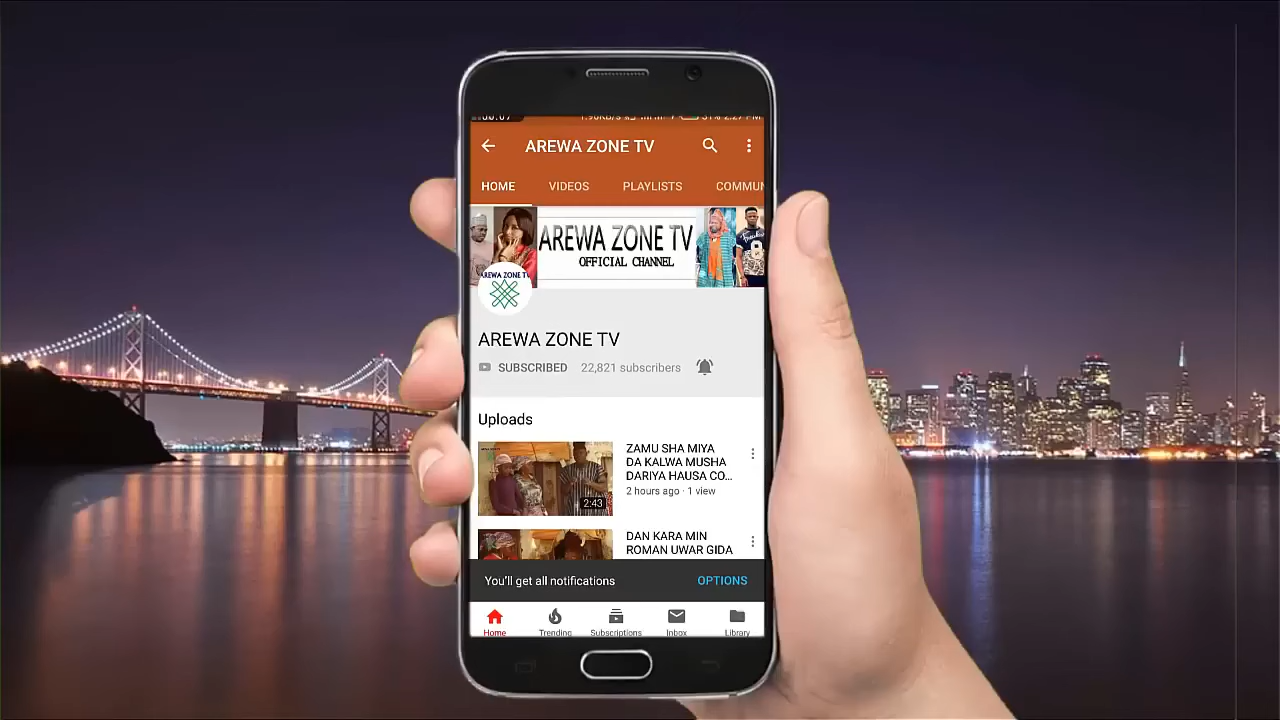 AREWA ZONE TV
HOME VIDEOS PLAYLISTS COMMUN
AREWA ZONE TV
OFFICIAL CHANNEL
AREWA ZONE TV
AREWA ZONE TV
SUBSCRIBED 22,821 subscribers
Uploads
ZAMU SHA MIYA
DA KALWA MUSHA
DARIYA HAUSA CO...
2 hours ago · 1 view
2:43
DAN KARA MIN
ROMAN UWAR GIDA
You'll get all notifications OPTIONS
Home Trending Subscriptions Inbox Library